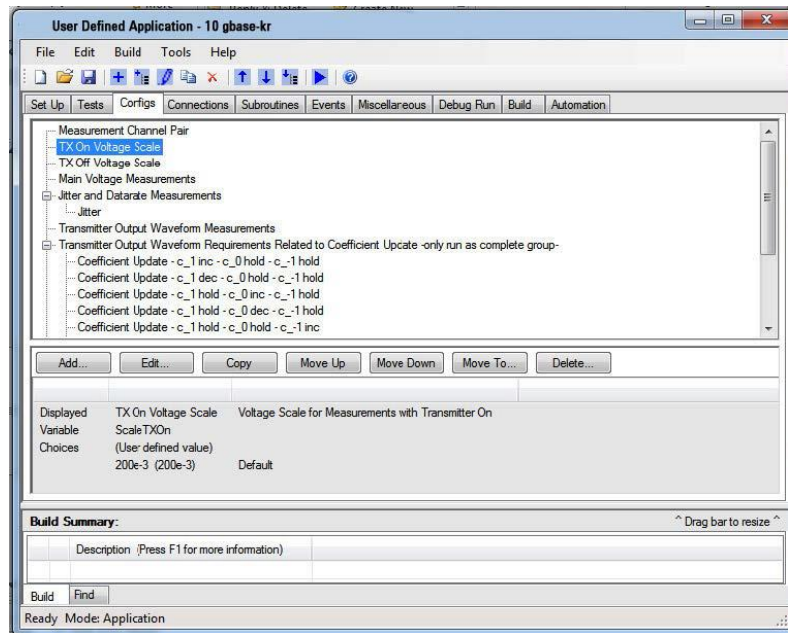 User Defined Application - 10 gbase-kr
File Edit Build Tools Help
Set Up Tests Configs Connections Subroutines Events Miscellaneous Debug Run Build Automation
Measurement Channel Pair
TX On Voltage Scale
TX Off Voltage Scale
Main Voltage Measurements
Jitter and Datarate Measurements
Jitter
Transmitter Output Waveform Measurements
Transmitter Output Waveform Requirements Related to Coefficient Upcate -only run as complete group-
Coefficient Update - c_1 inc - c_0 hold - c_-1 hold
Coefficient Update - c_1 dec - c_0 hold - c_-1 hold
Coefficient Update - c_1 hold - c_0 inc - c_-1 hold
Coefficient Update - c_1 hold - c_0 dec - c_-1 hold
Coefficient Update - c_1 hold - c_0 hold - c_-1 inc
Add... Edit... Copy Move Up Move Down Move To... Delete...
Displayed TX On Voltage Scale Voltage Scale for Measurements with Transmitter On
Variable ScaleTXOn
Choices (User defined value)
200e-3 (200e-3) Default
Build Summary: ^ Drag bar to resize ^
Description (Press F1 for more information)
Build Find
Ready Mode: Application